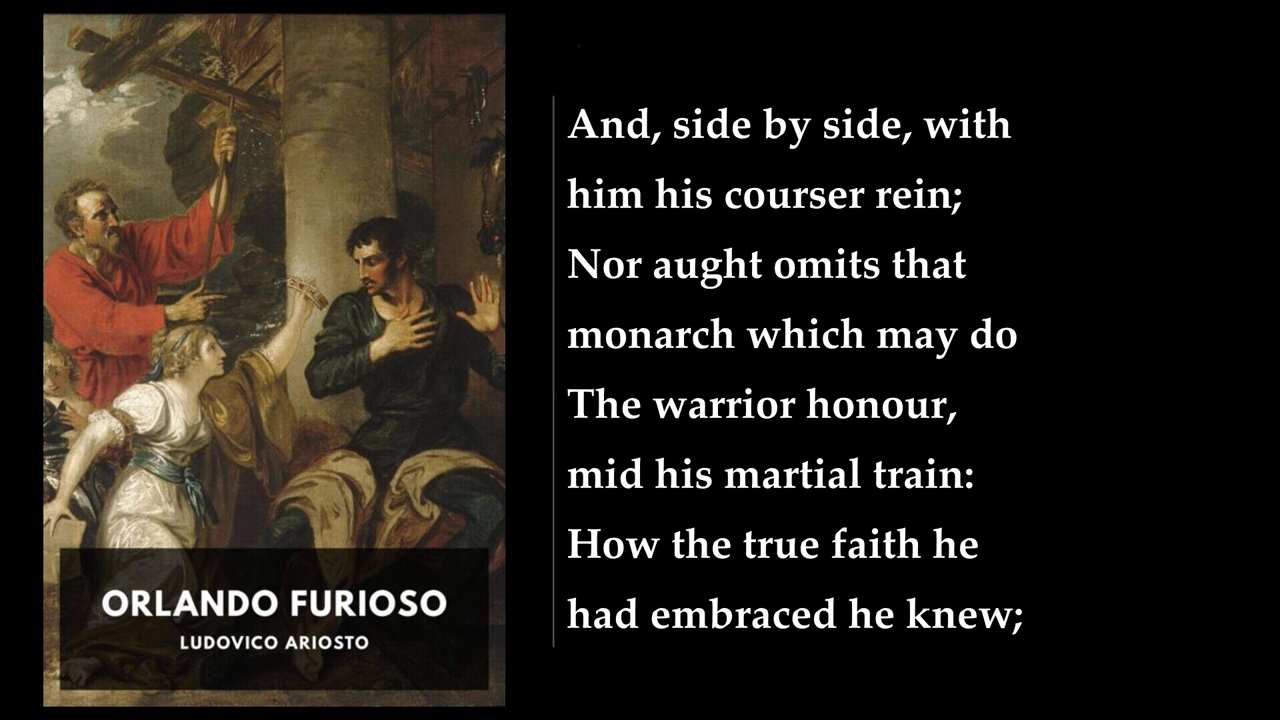 And, side by side, with
him his courser rein;
Nor aught omits that
monarch which may do
The warrior honour,
mid his martial train:
How the true faith he
had embraced he knew;
ORLANDO FURIOSO
LUDOVICO ARIOSTO